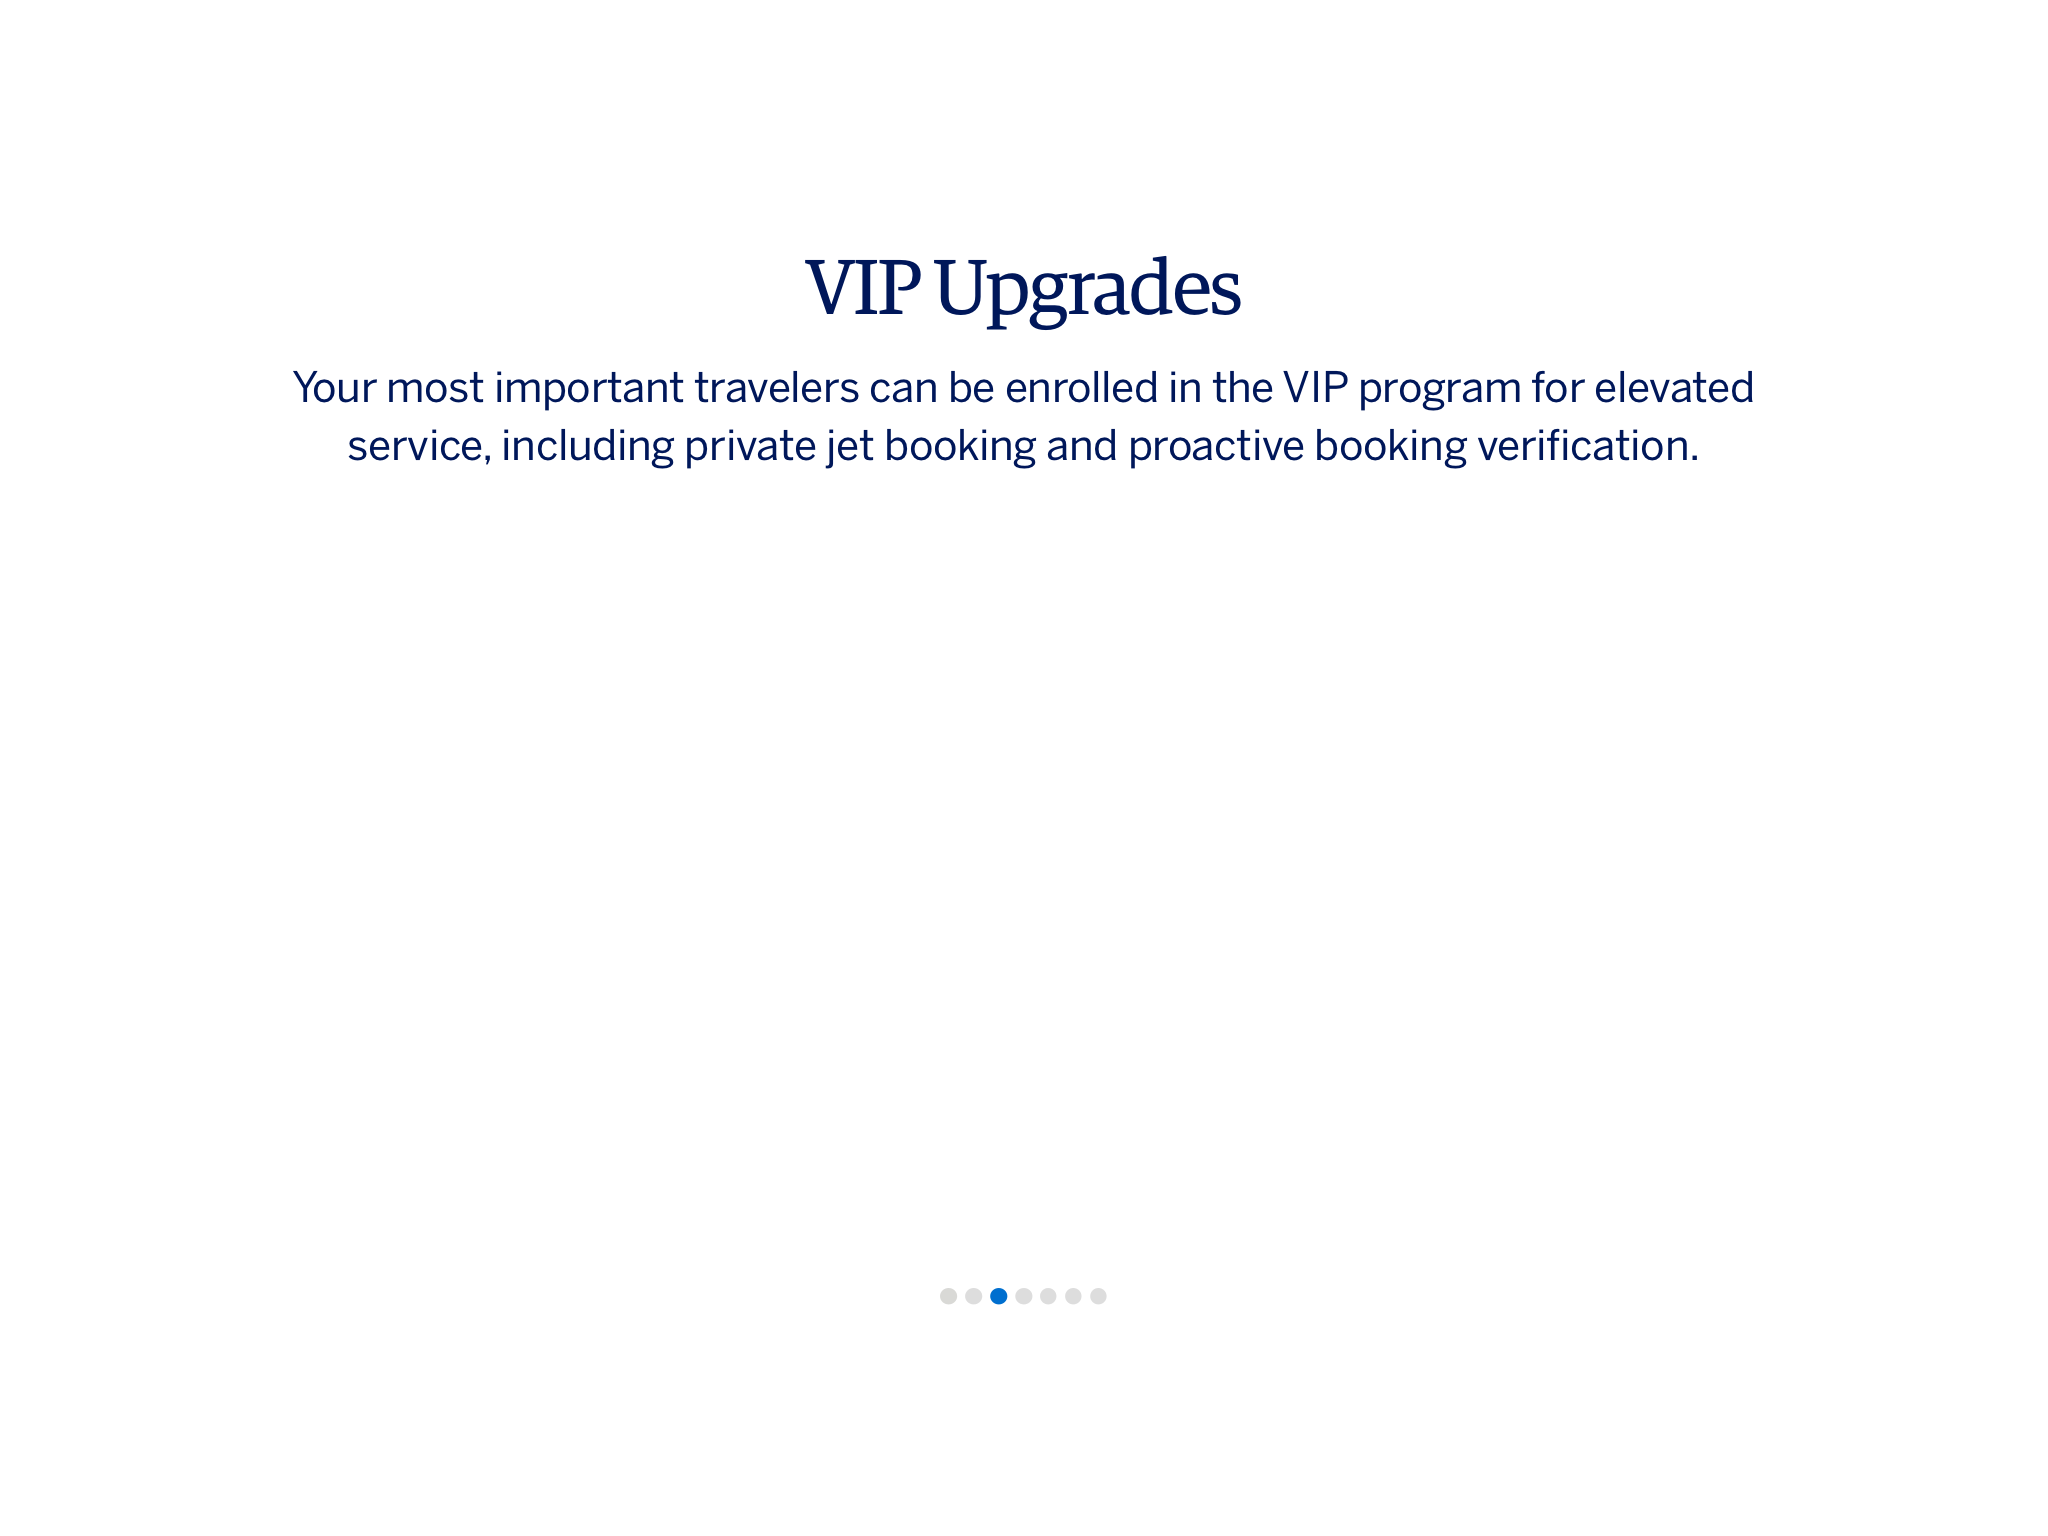 VIP Upgrades
Your most important travelers can be enrolled in the VIP program for elevated
service, including private jet booking and proactive booking verification.